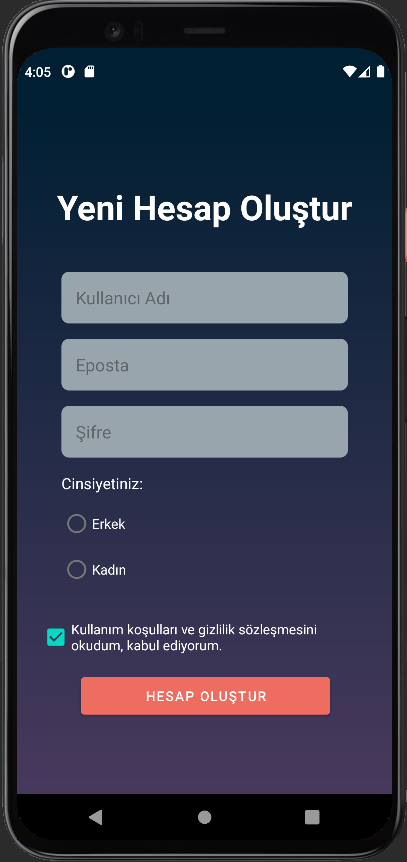 4:05
Yeni Hesap Oluştur
Kullanıcı Adı
Eposta
Şifre
Cinsiyetiniz:
Erkek
Kadın
Kullanım koşulları ve gizlilik sözleşmesini
okudum, kabul ediyorum.
HESAP OLUŞTUR